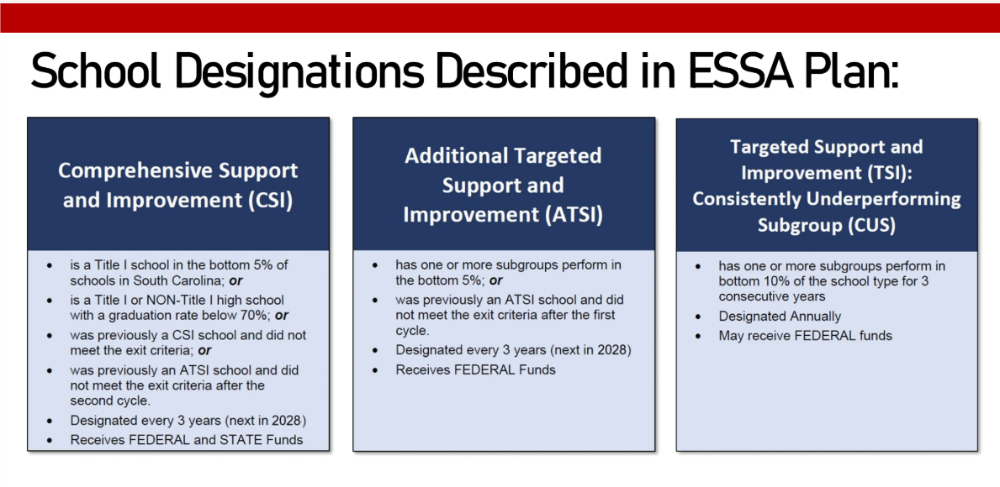 School Designations Described in ESSA Plan:
Comprehensive Support
and Improvement (CSI)
• is a Title I school in the bottom 5% of
schools in South Carolina; or
• is a Title I or NON-Title I high school
with a graduation rate below 70%; or
• was previously a CSI school and did not
meet the exit criteria; or
• was previously an ATSI school and did
not meet the exit criteria after the
second cycle.
• Designated every 3 years (next in 2028)
• Receives FEDERAL and STATE Funds
Additional Targeted
Support and
Improvement (ATSI)
• has one or more subgroups perform in
the bottom 5%; or
• was previously an ATSI school and did
not meet the exit criteria after the first
cycle.
• Designated every 3 years (next in 2028)
• Receives FEDERAL Funds
Targeted Support and
Improvement (TSI):
Consistently Underperforming
Subgroup (CUS)
• has one or more subgroups perform in
bottom 10% of the school type for 3
consecutive years
• Designated Annually
• May receive FEDERAL funds